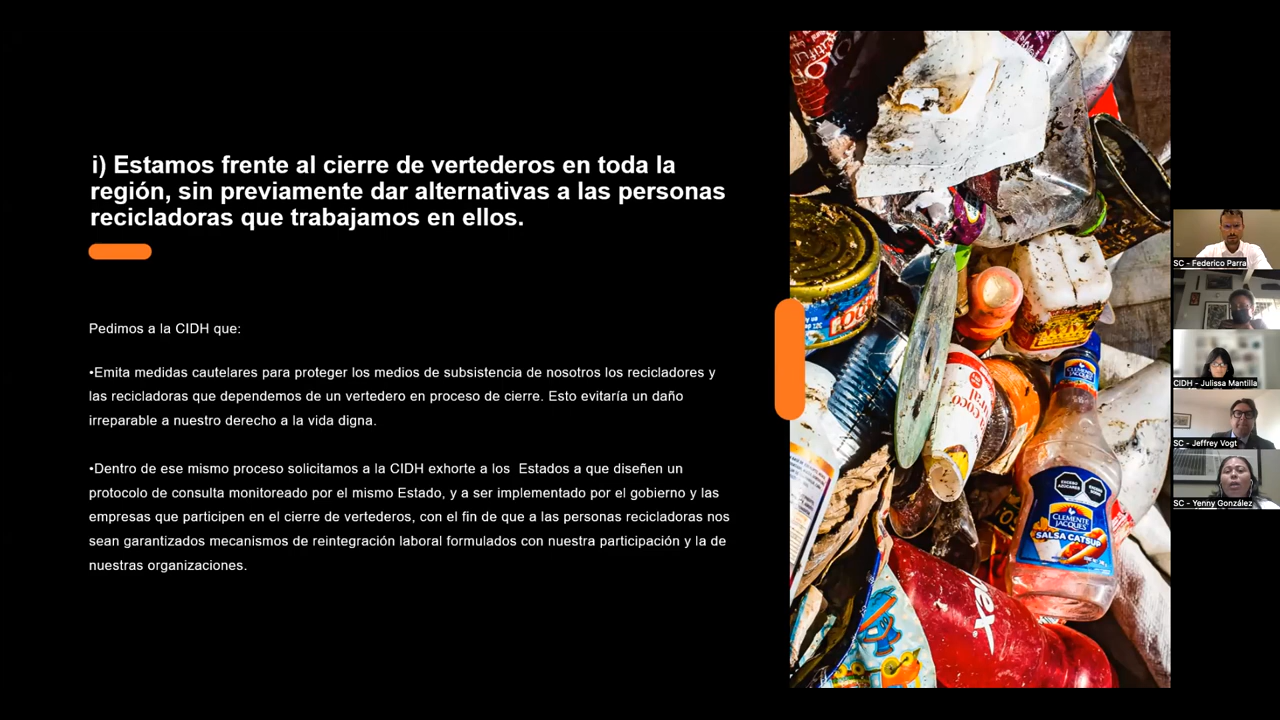 i) Estamos frente al cierre de vertederos en toda la
región, sin previamente dar alternativas a las personas
recicladoras que trabajamos en ellos.
Pedimos a la CIDH que:
•Emita medidas cautelares para proteger los medios de subsistencia de nosotros los recicladores y
las recicladoras que dependemos de un vertedero en proceso de cierre. Esto evitaría un daño
irreparable a nuestro derecho a la vida digna.
•Dentro de ese mismo proceso solicitamos a la CIDH exhorte a los  Estados a que diseñen un
protocolo de consulta monitoreado por el mismo Estado, y a ser implementado por el gobierno y las
empresas que participen en el cierre de vertederos, con el fin de que a las personas recicladoras nos
sean garantizados mecanismos de reintegración laboral formulados con nuestra participación y la de
nuestras organizaciones.
CLEMENTE
JACQUES
EXCESO
AZÚCARES
CLEMENTE
JACQUES
SALSA CATSUP
SC - Federico Parra
CIDH - Julissa Mantilla
SC - Jeffrey Vogt
SC - Yenny González